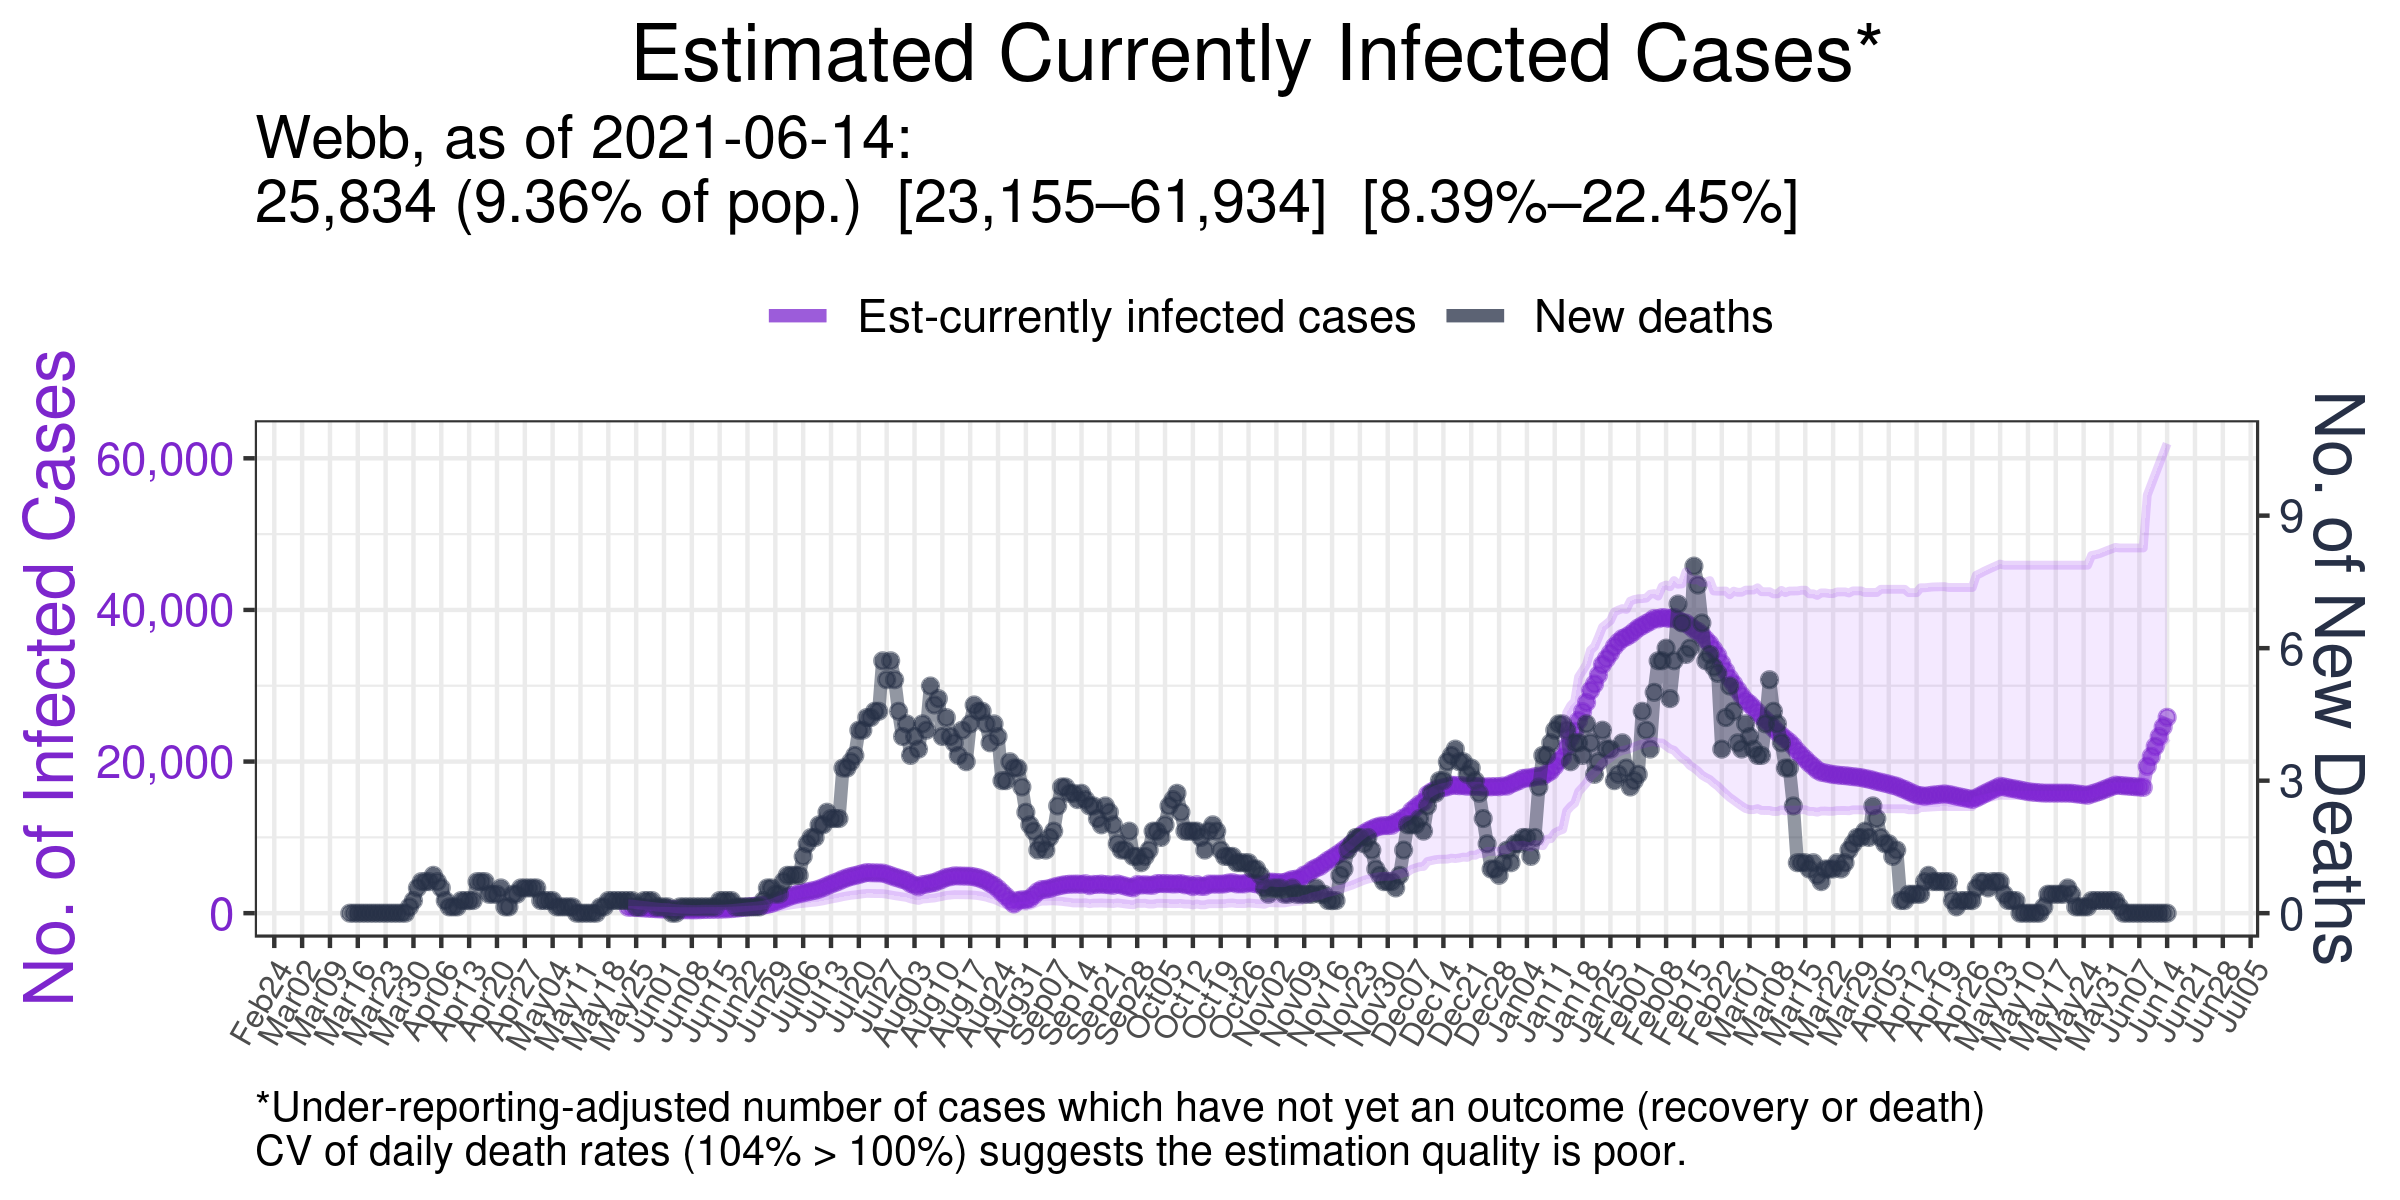 Estimated Currently Infected Cases*
Webb, as of 2021-06-14:
25,834 (9.36% of pop.) [23,155–61,934] [8.39%–22.45%]
Est-currently infected cases
New deaths
No. of Infected Cases
60,000
40,000
20,000
0
No. of New Deaths
9
6
3
0
Feb24
Mar02
Mar09
Mar16
Mar23
Mar30
Apr06
Apr13
Apr20
Apr27
May04
May11
May18
May25
Jun01
Jun08
Jun15
Jun22
Jun29
Jul06
Jul13
Jul20
Jul27
Aug03
Aug10
Aug17
Aug24
Aug31
Sep07
Sep14
Sep21
Sep28
Oct05
Oct12
Oct19
Oct26
Nov02
Nov09
Nov16
Nov23
Nov30
Dec07
Dec14
Dec21
Dec28
Jan04
Jan11
Jan18
Jan25
Feb01
Feb08
Feb15
Feb22
Mar01
Mar08
Mar15
Mar22
Mar29
Apr05
Apr12
Apr19
Apr26
May03
May10
May17
May24
May31
Jun07
Jun14
Jun21
Jun28
Jul05
*Under-reporting-adjusted number of cases which have not yet an outcome (recovery or death)
CV of daily death rates (104% > 100%) suggests the estimation quality is poor.